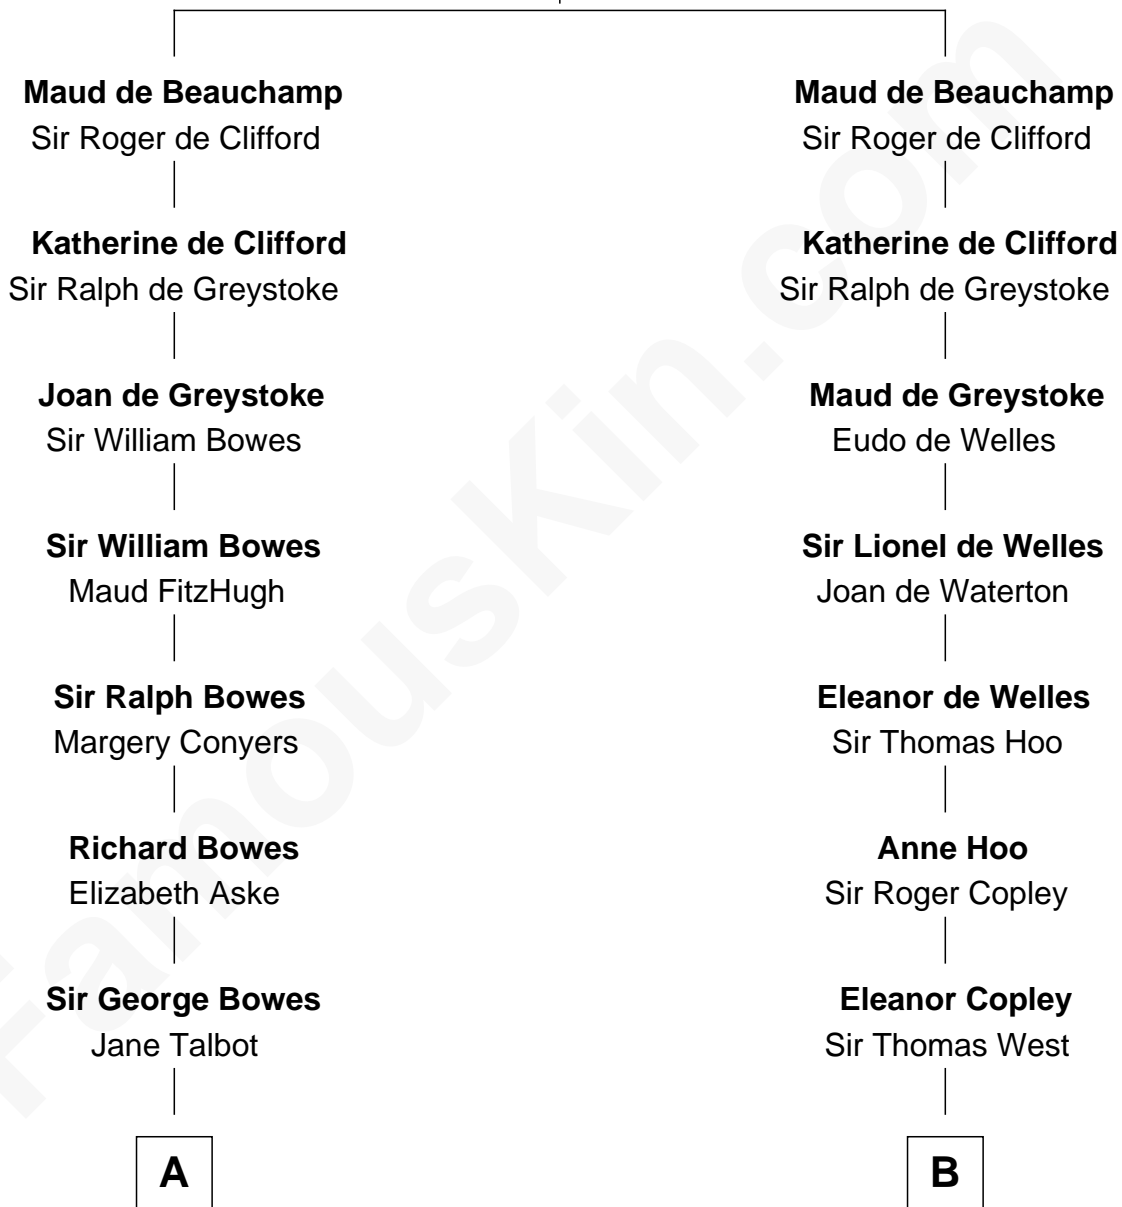 Maud de Beauchamp
Sir Roger de Clifford
Katherine de Clifford
Sir Ralph de Greystoke
Joan de Greystoke
Sir William Bowes
Sir William Bowes
Maud FitzHugh
Sir Ralph Bowes
Margery Conyers
Richard Bowes
Elizabeth Aske
Sir George Bowes
Jane Talbot
A
Maud de Beauchamp
Sir Roger de Clifford
Katherine de Clifford
Sir Ralph de Greystoke
Maud de Greystoke
Eudo de Welles
Sir Lionel de Welles
Joan de Waterton
Eleanor de Welles
Sir Thomas Hoo
Anne Hoo
Sir Roger Copley
Eleanor Copley
Sir Thomas West
B
FamousKin.com